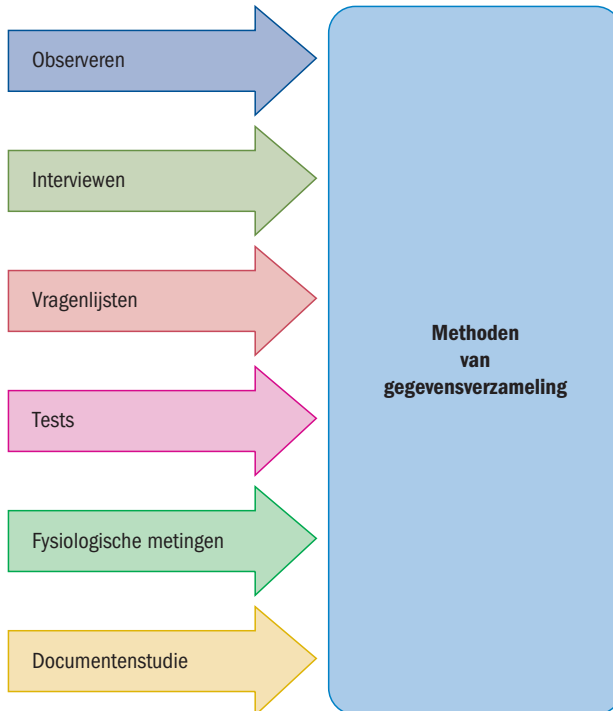 Observeren
Interviewen
Vragenlijsten
Tests
Fysiologische metingen
Documentenstudie
Methoden
van
gegevensverzameling